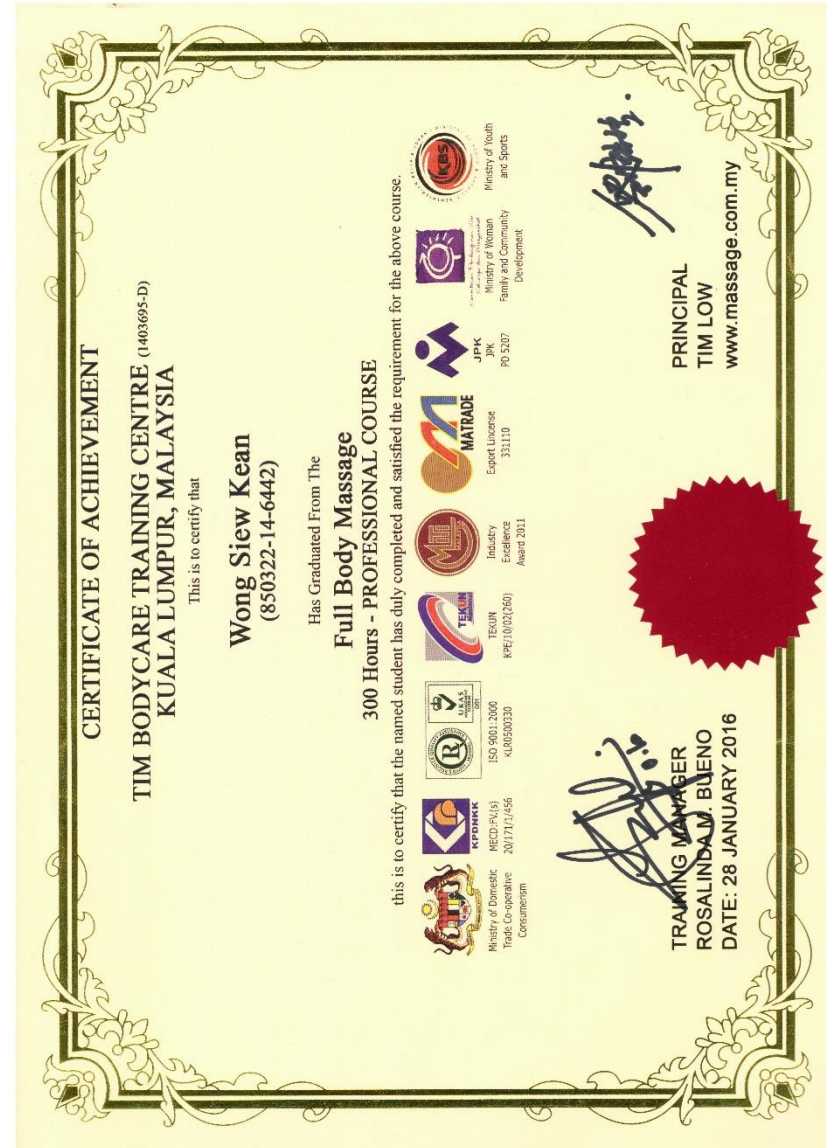 CERTIFICATE OF ACHIEVEMENT
TIM BODYCARE TRAINING CENTRE (1403695-D)
KUALA LUMPUR, MALAYSIA
This is to certify that
Wong Siew Kean
(850322-14-6442)
Has Graduated From The
Full Body Massage
300 Hours - PROFESSIONAL COURSE
this is to certify that the named student has duly completed and satisfied the requirement for the above course.
Ministry of Domestic
Trade Co-operative
Consumerism
KPDNKK
MECD:FV.(s)
20/171/1/456
R
UKAS
ISO 9001:2000
KLR0500330
TEKUN
TEKUN
KPE/10/02(260)
MITI
Industry
Excellence
Award 2011
MATRADE
Export Lincense
331110
JPK
JPK
PD 5207
Ministry of Woman
Family and Community
Development
KBS
Ministry of Youth
and Sports
TRAINING MANAGER
ROSALINDA M. BUENO
DATE: 28 JANUARY 2016
PRINCIPAL
TIM LOW
www.massage.com.my